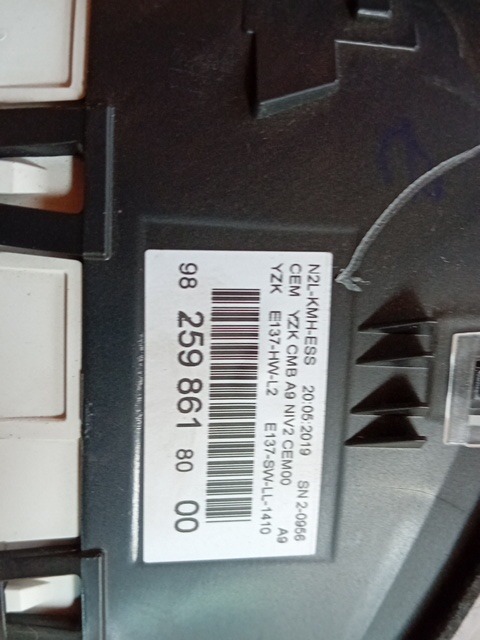 N2L-KMH-ESS 20:05:2019 SN 2-0956
CEM YZK CMB A9 NIV2 CEM00 A9
YZK E137-HW-L2 E137-SW-LL-1410
98 259 861 80 00